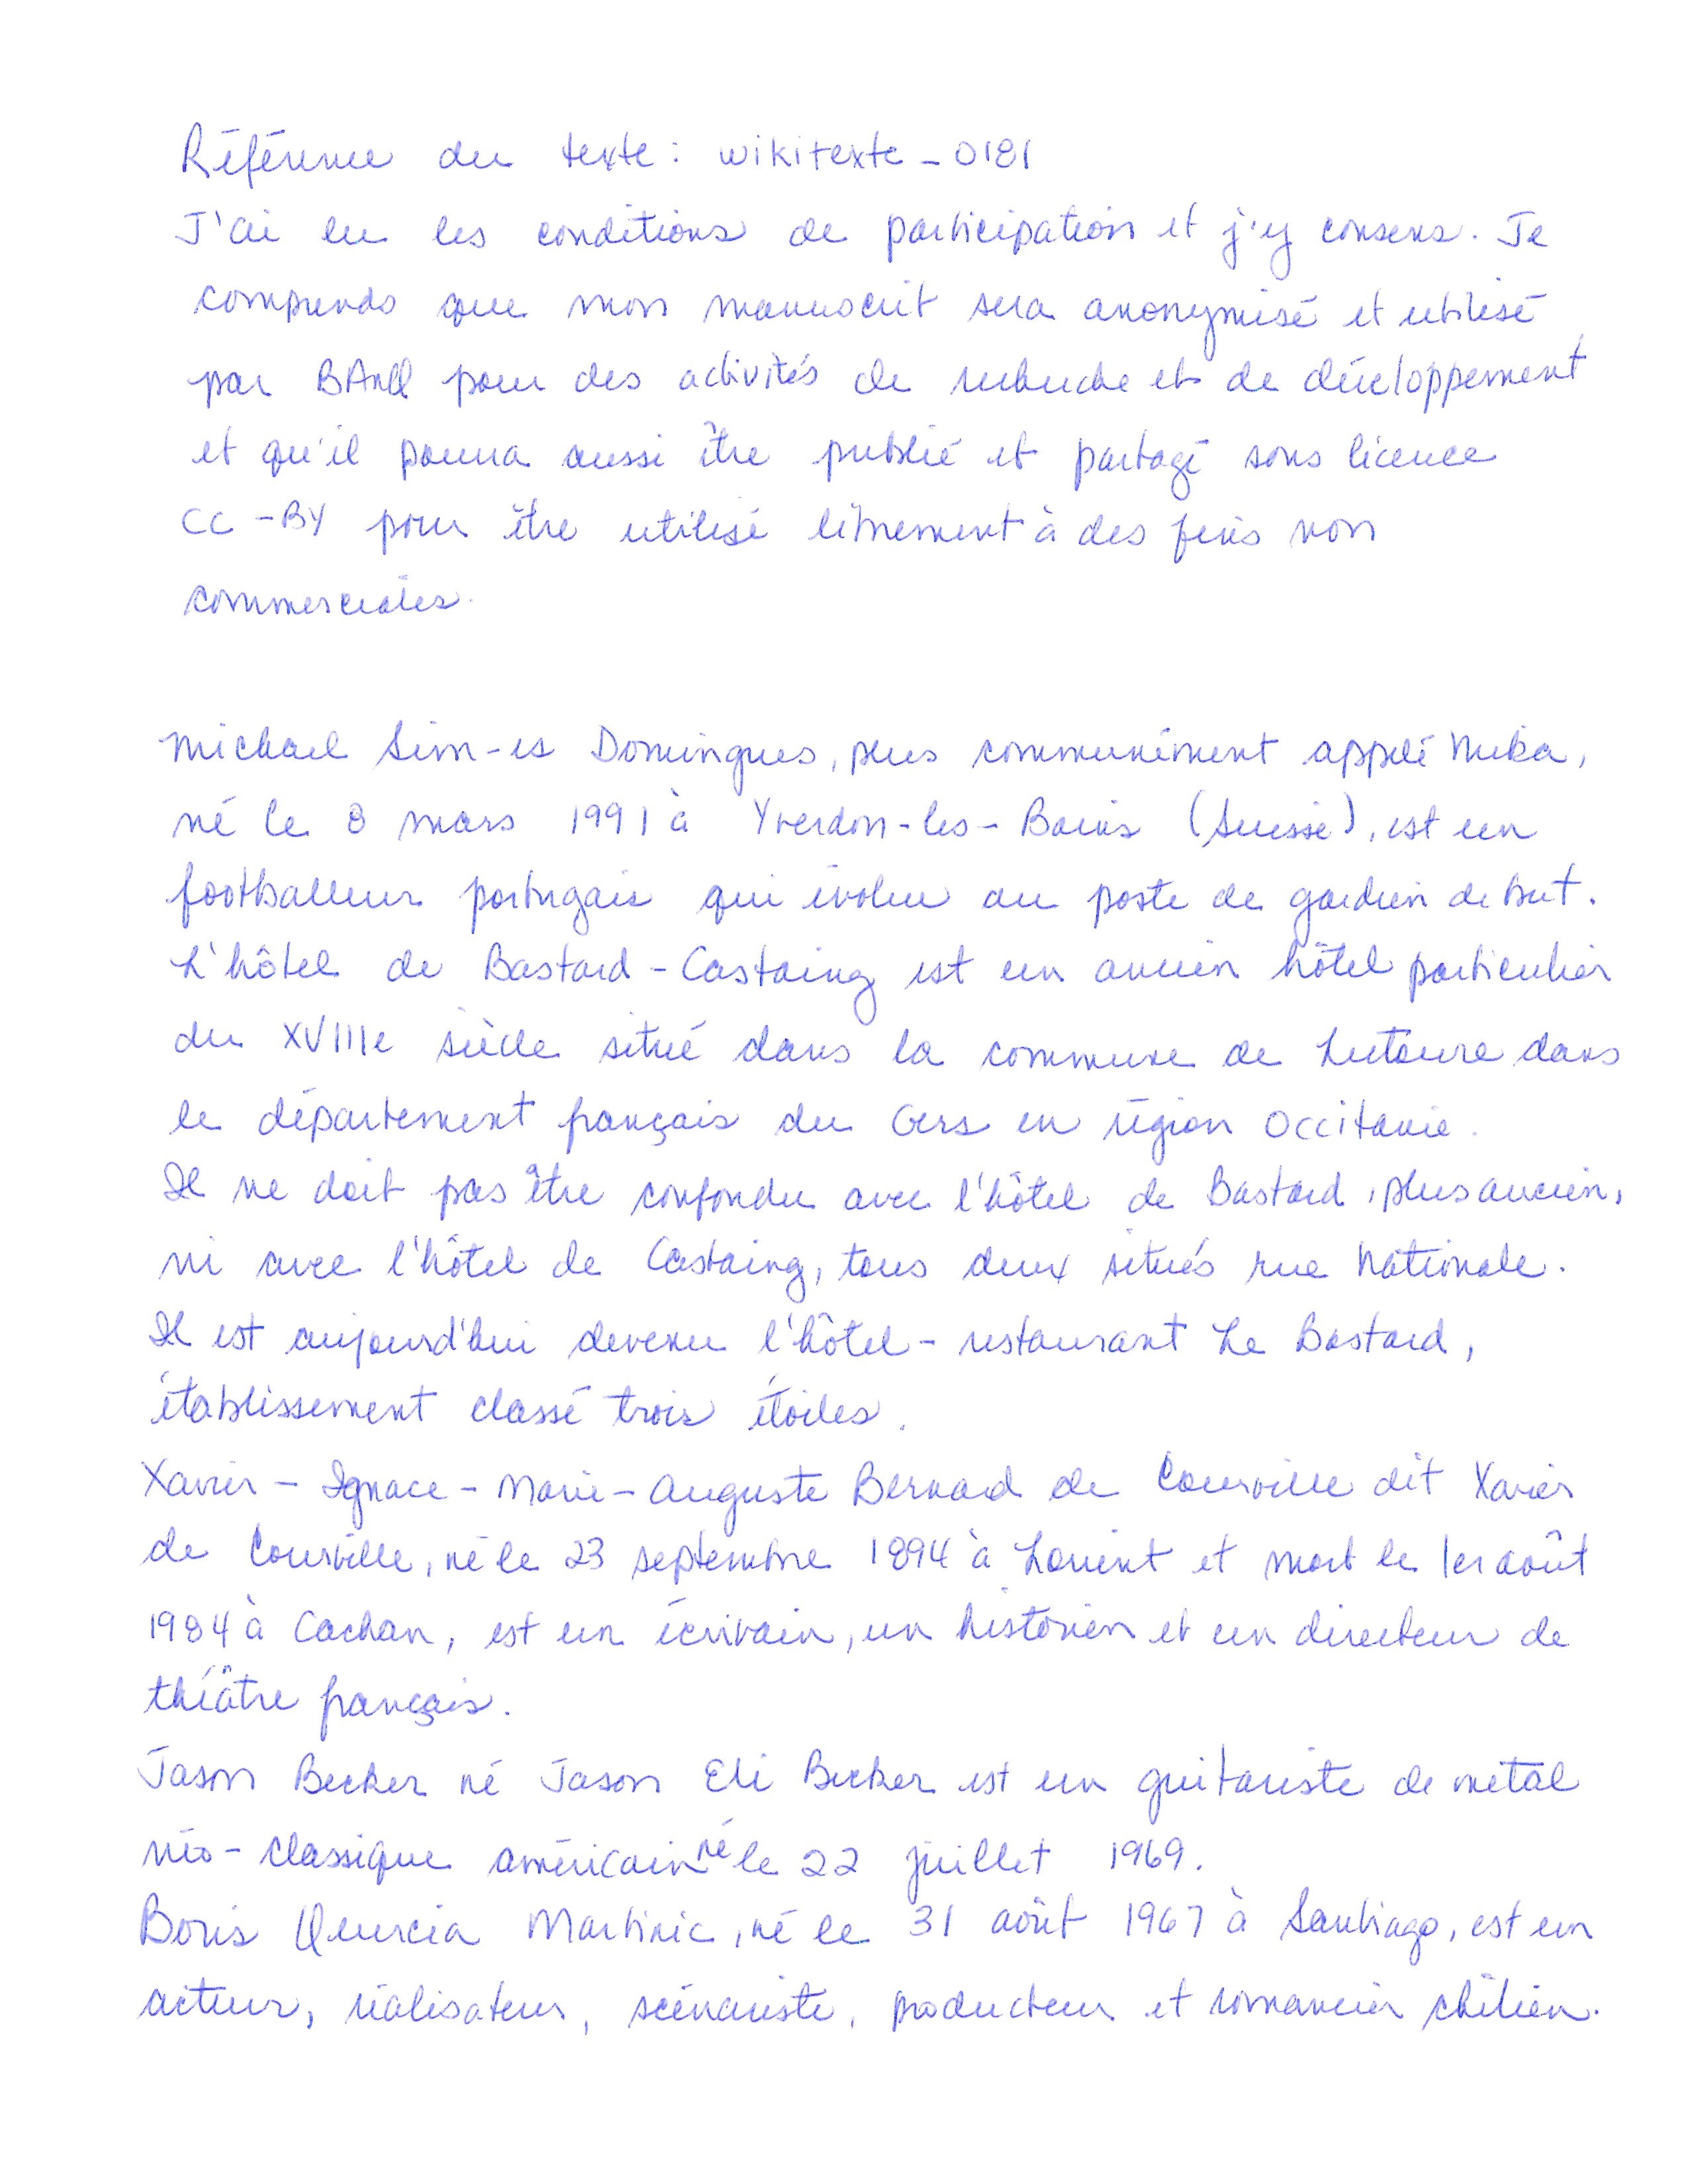 Référence du texte : wikitexte_0181
J'ai lu les conditions de participation et j'y consens. Je
comprends que mon manuscrit sera anonymisé et utilisé
par BAnQ pour des activités de recherche et de développement
et qu'il pourra aussi être publié et partagé sous licence
CC-BY pour être utilisé librement à des fins non
commerciales.
Michael Sim-es Domingues, plus communément appelé Mika,
né le 8 mars 1991 à Yverdon-les-Bains (Suisse), est un
footballeur portugais qui évolue au poste de gardien de but.
L'hôtel de Bastard-Castaing est un ancien hôtel particulier
du XVIIIe siècle situé dans la commune de Lectoure dans
le département français du Gers en région Occitanie.
Il ne doit pas être confondu avec l'hôtel de Bastard, plus ancien,
ni avec l'hôtel de Castaing, tous deux situés rue Nationale.
Il est aujourd'hui devenu l'hôtel-restaurant Le Bastard,
établissement classé trois étoiles.
Xavier-Ignace-Marie-Auguste Bernard de Courville dit Xavier
de Courville, né le 23 septembre 1894 à Lorient et mort le 1er août
1984 à Cachan, est un écrivain, un historien et un directeur de
théâtre français.
Jason Becker né Jason Eli Becker est un guitariste de metal
néo-classique américain né le 22 juillet 1969.
Boris Quercia Martinic, né le 31 août 1967 à Santiago, est un
acteur, réalisateur, scénariste, producteur et romancier chilien.